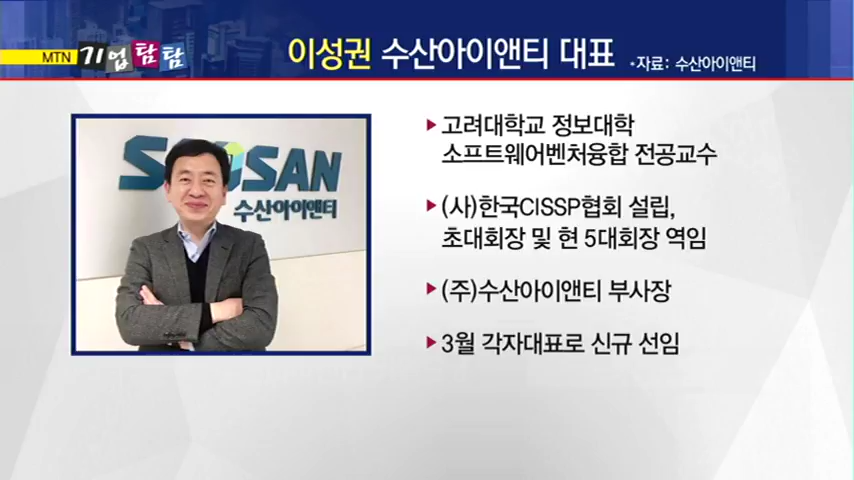 MTN 기업탐탐
이성권 수산아이앤티 대표 •자료: 수산아이앤티
SOOSAN
수산아이앤티
▶고려대학교 정보대학
소프트웨어벤처융합 전공교수
▶(사)한국CISSP협회 설립,
초대회장 및 현 5대회장 역임
▶(주)수산아이앤티 부사장
▶3월 각자대표로 신규 선임